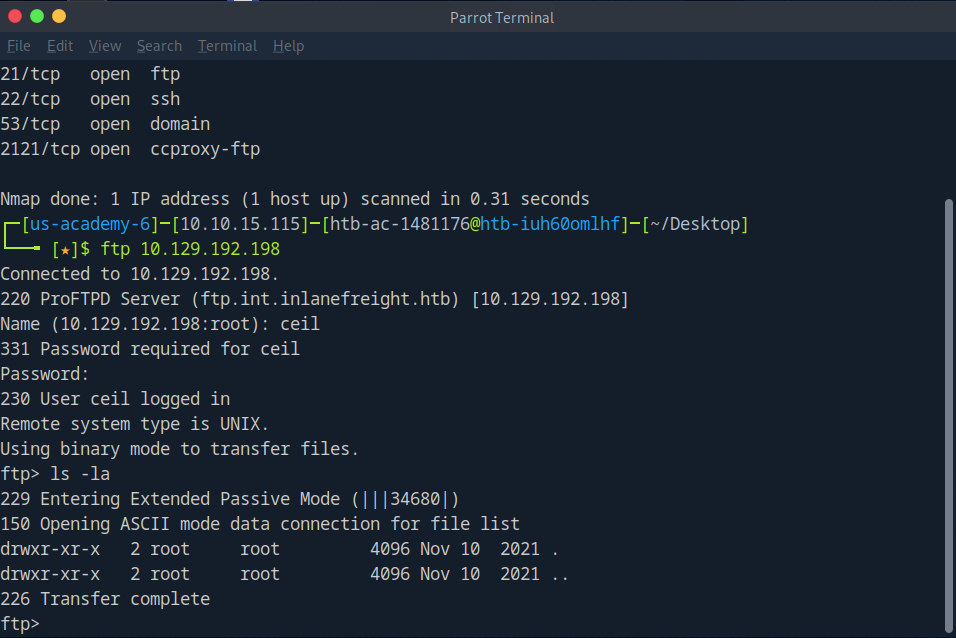 Parrot Terminal
File Edit View Search Terminal Help
21/tcp   open  ftp
22/tcp   open  ssh
53/tcp   open  domain
2121/tcp open  ccproxy-ftp

Nmap done: 1 IP address (1 host up) scanned in 0.31 seconds
┌─[us-academy-6]─[10.10.15.115]─[htb-ac-1481176@htb-iuh60omlhf]─[~/Desktop]
└──╼ [★]$ ftp 10.129.192.198
Connected to 10.129.192.198.
220 ProFTPD Server (ftp.int.inlanefreight.htb) [10.129.192.198]
Name (10.129.192.198:root): ceil
331 Password required for ceil
Password:
230 User ceil logged in
Remote system type is UNIX.
Using binary mode to transfer files.
ftp> ls -la
229 Entering Extended Passive Mode (|||34680|)
150 Opening ASCII mode data connection for file list
drwxr-xr-x   2 root     root         4096 Nov 10  2021 .
drwxr-xr-x   2 root     root         4096 Nov 10  2021 ..
226 Transfer complete
ftp>